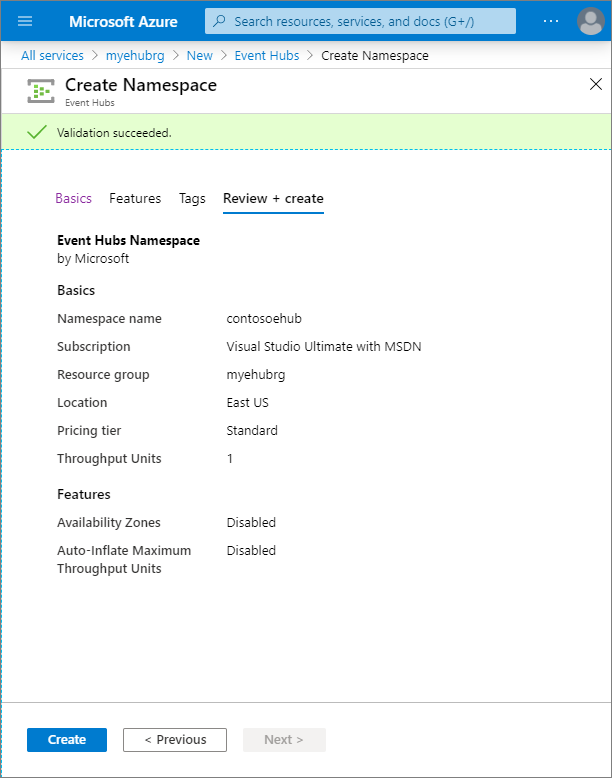 Microsoft Azure
Search resources, services, and docs (G+/)
...
All services > myehubrg > New > Event Hubs > Create Namespace
Create Namespace
Event Hubs
Validation succeeded.
Basics Features Tags Review + create
Event Hubs Namespace
by Microsoft
Basics
Namespace name contosoehub
Subscription Visual Studio Ultimate with MSDN
Resource group myehubrg
Location East US
Pricing tier Standard
Throughput Units 1
Features
Availability Zones Disabled
Auto-Inflate Maximum Disabled
Throughput Units
Create < Previous Next >